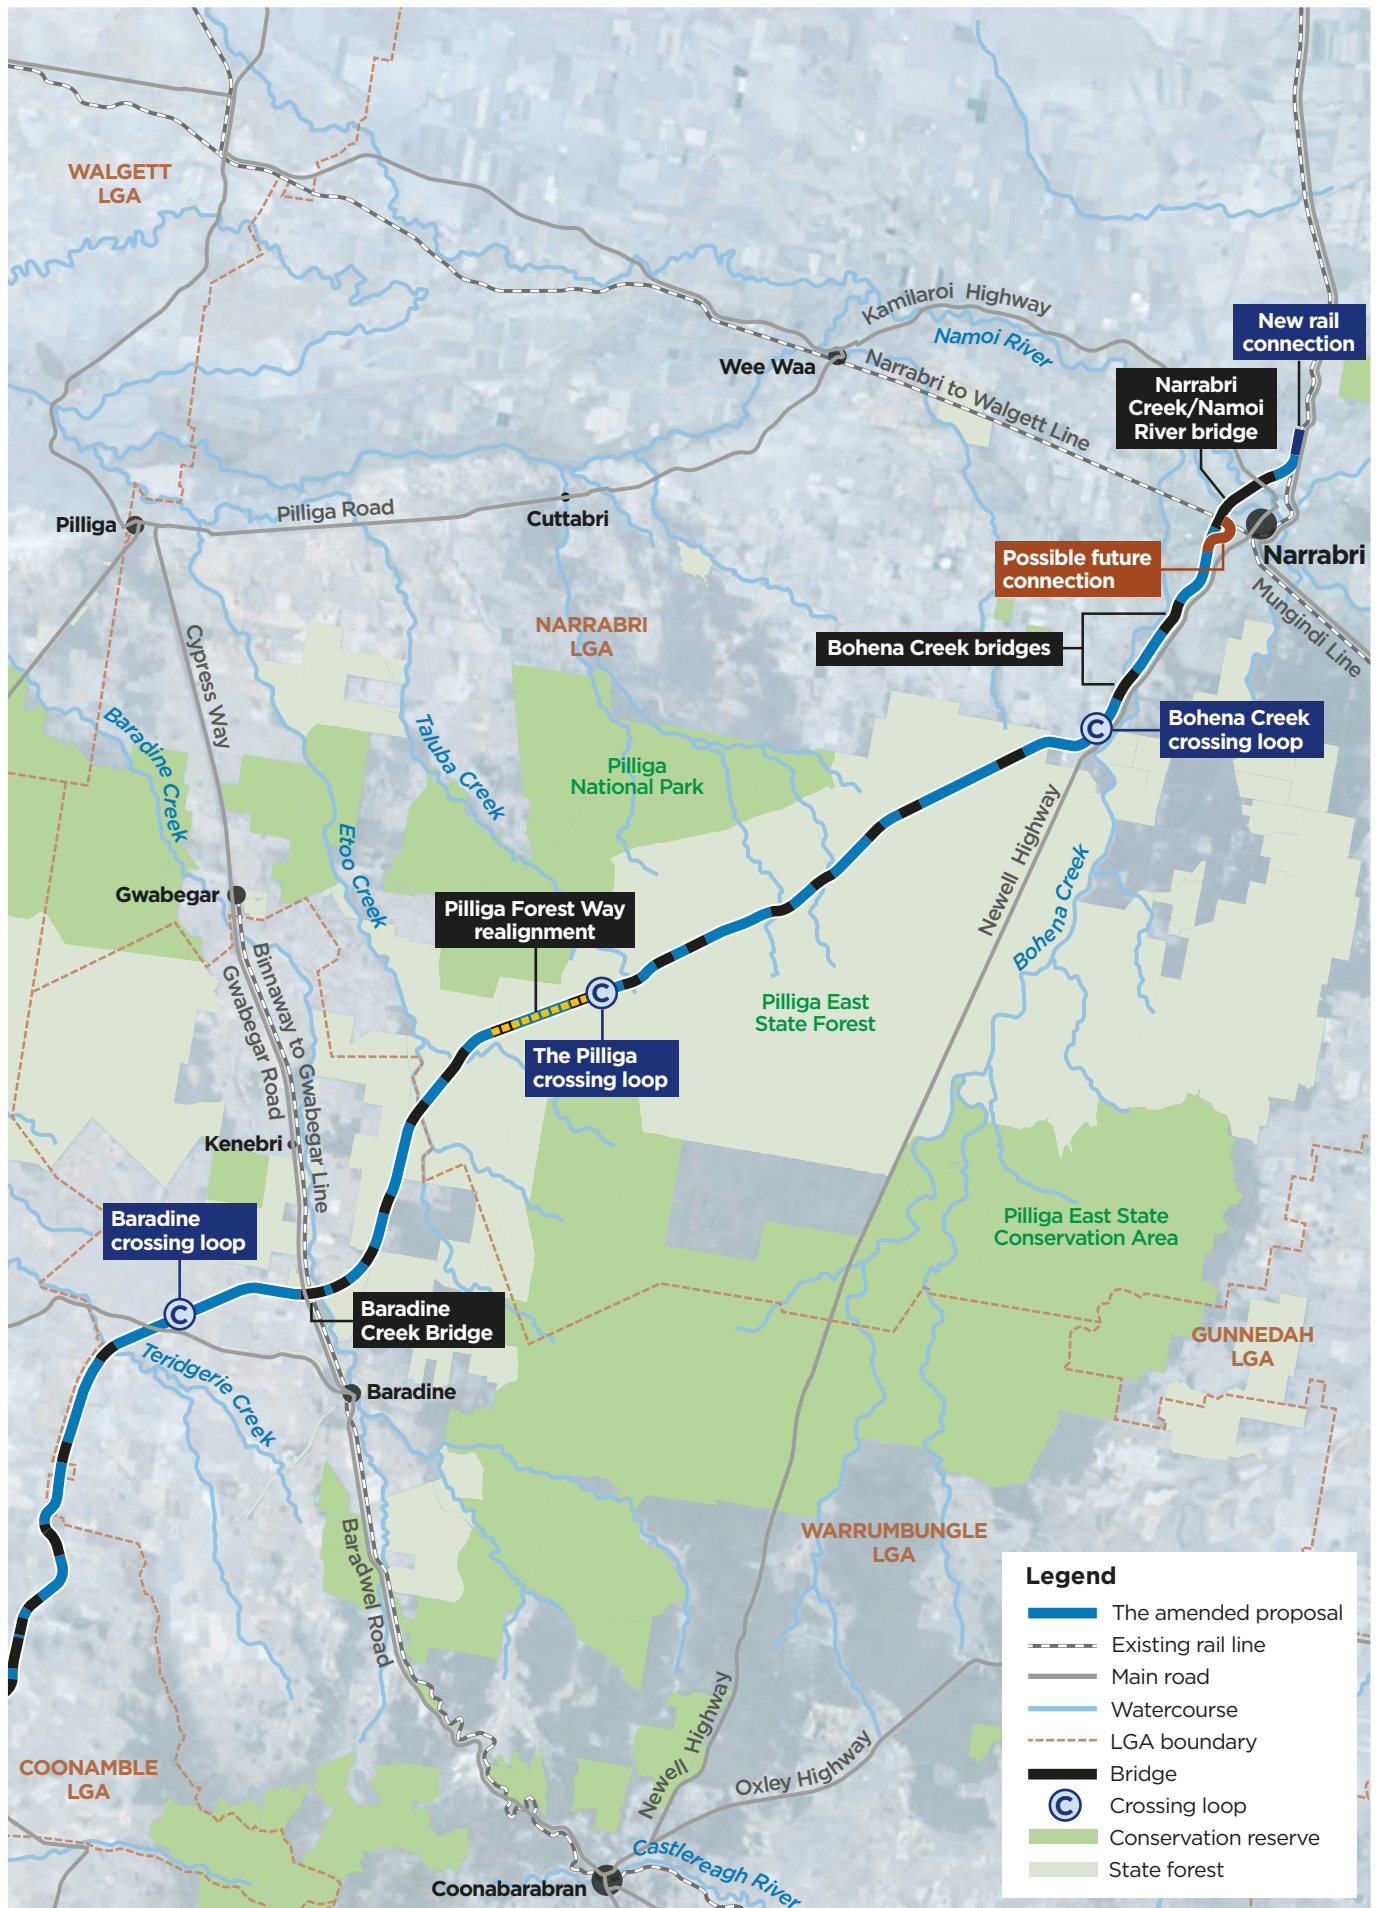 WALGETT
LGA
Kamilaroi Highway
Namoi River
New rail
connection
Wee Waa
Narrabri to Walgett Line
Narrabri
Creek/Namoi
River bridge
Pilliga Road
Cuttabri
Pilliga
Narrabri
Possible future
connection
Mungindi Line
NARRABRI
LGA
Bohena Creek bridges
Cypress Way
Baradine Creek
Taluba Creek
Bohena Creek
crossing loop
C
Pilliga
National Park
Etoo Creek
Newell Highway
Bohena Creek
Gwabegar
Pilliga Forest Way
realignment
Binnaway to Gwabegar Line
Gwabegar Road
C
Pilliga East
State Forest
The Pilliga
crossing loop
Kenebri
Baradine
crossing loop
Pilliga East State
Conservation Area
C
Baradine
Creek Bridge
GUNNEDAH
LGA
Teridgerie Creek
Baradine
Baradwel Road
WARRUMBUNGLE
LGA
Newell Highway
Oxley Highway
COONAMBLE
LGA
Castlereagh River
Coonabarabran
Legend
The amended proposal
Existing rail line
Main road
Watercourse
LGA boundary
Bridge
C Crossing loop
Conservation reserve
State forest